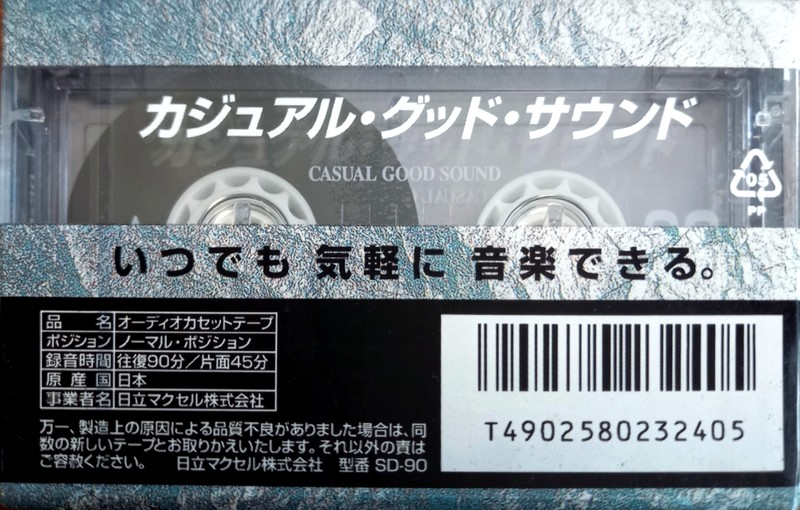 カジュアル・グッド・サウンド
CASUAL GOOD SOUND
05
PP
いつでも 気軽に 音楽できる。
品 名 オーディオカセットテープ
ポジション ノーマル・ポジション
録音時間 往復90分/片面45分
原産国 日本
事業者名 日立マクセル株式会社
万一、製造上の原因による品質不良がありました場合は、同
数の新しいテープとお取りかえいたします。それ以外の責は
ご容赦ください。 日立マクセル株式会社 型番 SD-90
T4902580232405